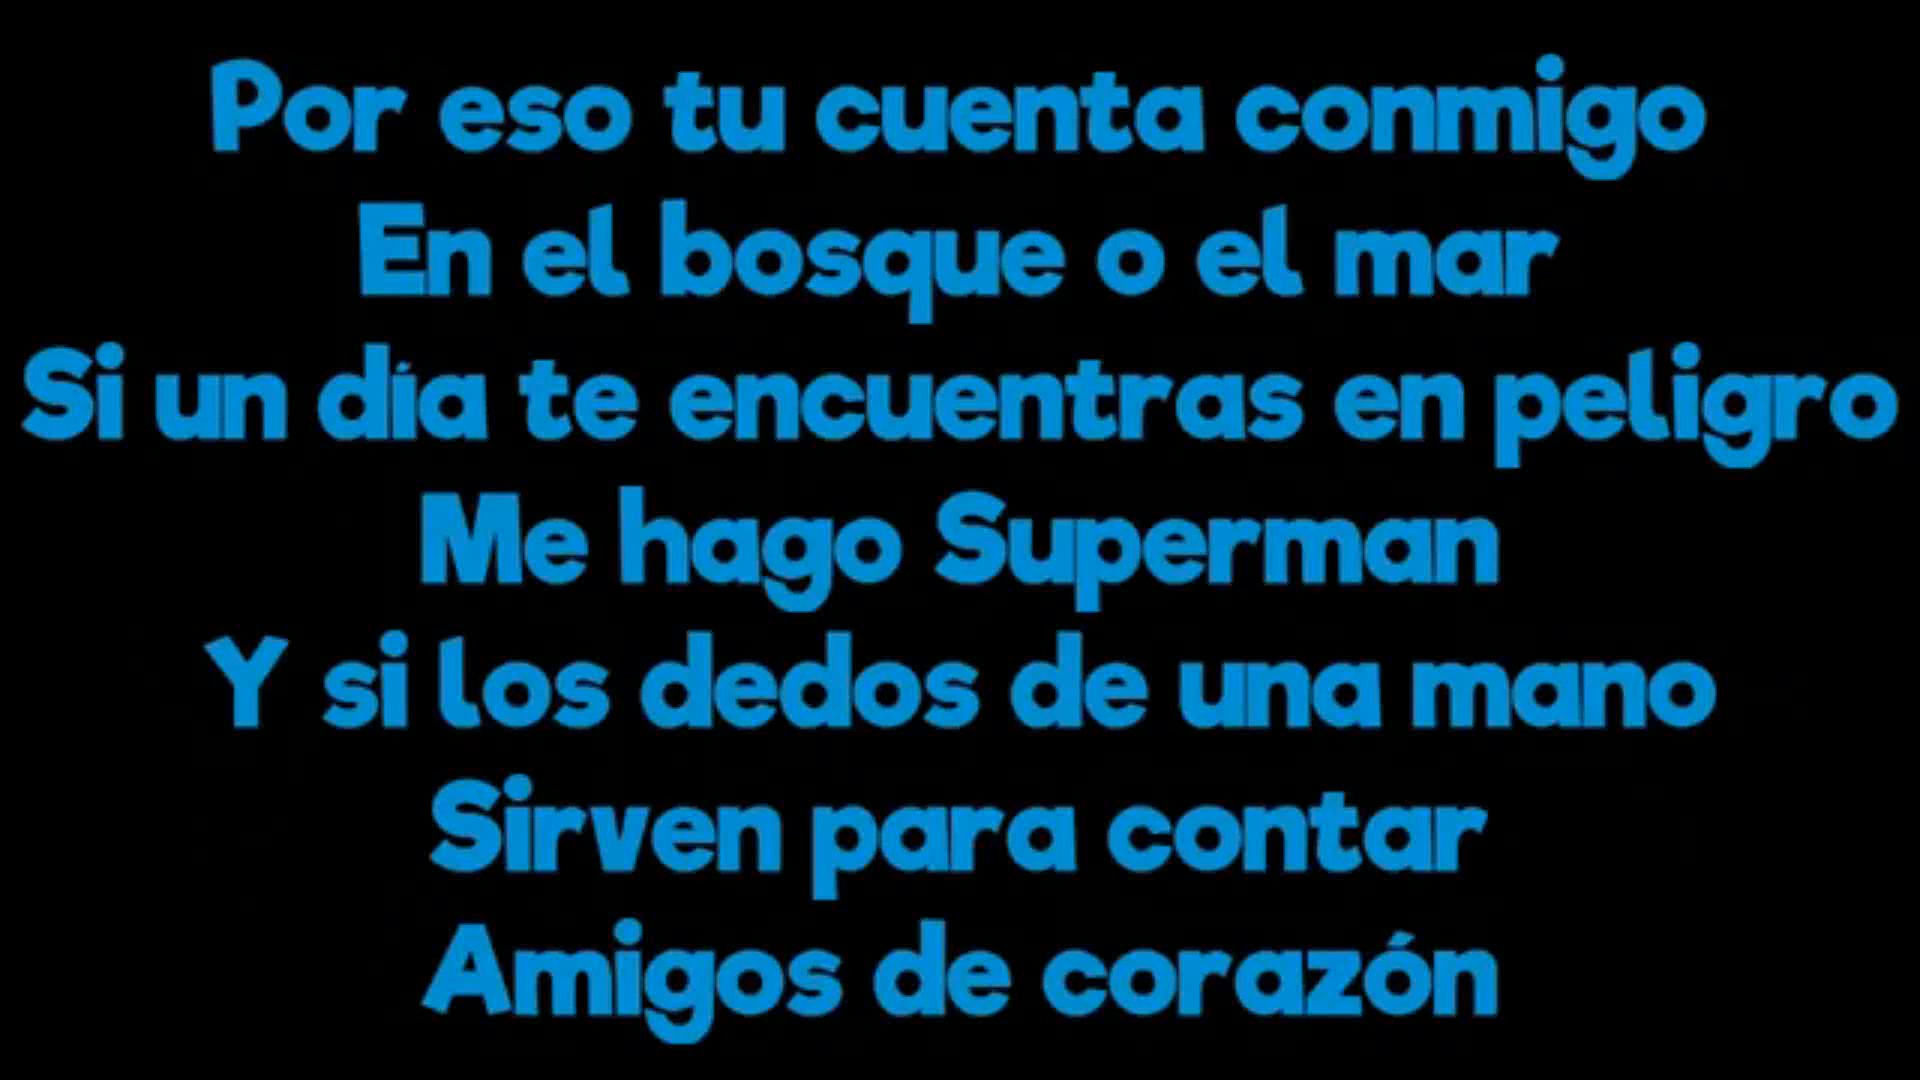 Por eso tu cuenta conmigo
En el bosque o el mar
Si un día te encuentras en peligro
Me hago Superman
Y si los dedos de una mano
Sirven para contar
Amigos de corazón